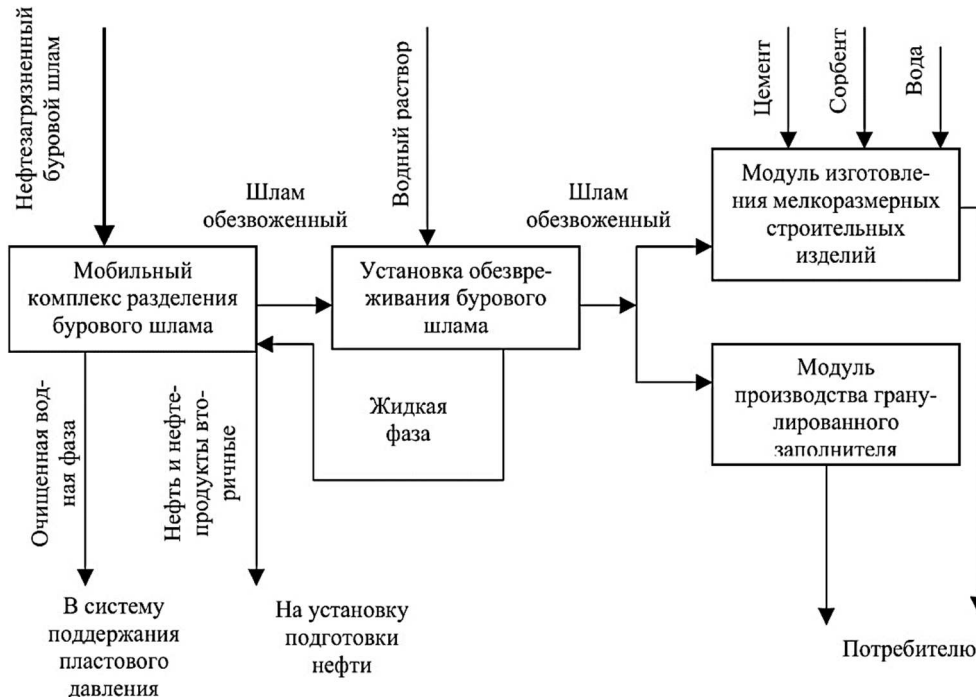 Нефтезагрязненный
буровой шлам
Водный раствор
Цемент
Сорбент
Вода
Шлам
обезвоженный
Шлам
обезвоженный
Модуль изготовле-
ния мелкоразмерных
строительных
изделий
Мобильный
комплекс разделения
бурового шлама
Установка обезвре-
живания бурового
шлама
Модуль
производства грану-
лированного
заполнителя
Жидкая
фаза
Очищенная вод-
ная фаза
Нефть и нефте-
продукты вто-
ричные
В систему
поддержания
пластового
давления
На установку
подготовки
нефти
Потребителю